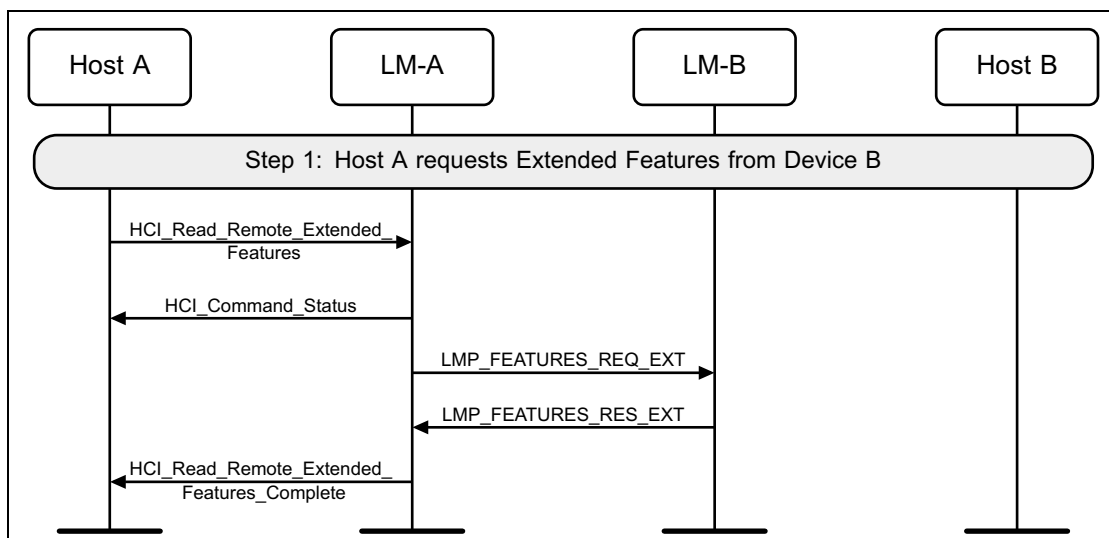 Host A
LM-A
LM-B
Host B
Step 1: Host A requests Extended Features from Device B
HCI_Read_Remote_Extended_
Features
HCI_Command_Status
LMP_FEATURES_REQ_EXT
LMP_FEATURES_RES_EXT
HCI_Read_Remote_Extended_
Features_Complete